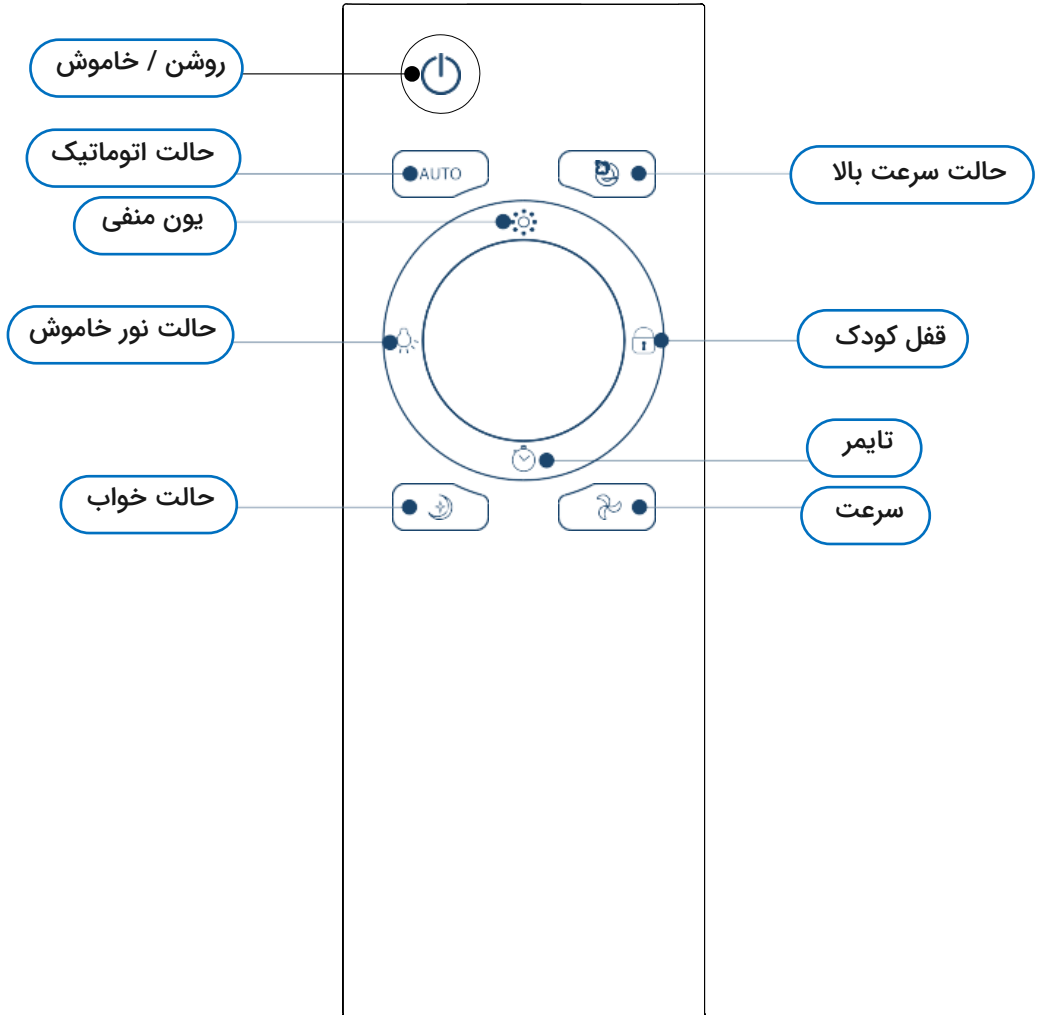 روشن / خاموش
حالت اتوماتیک
AUTO
حالت سرعت بالا
یون منفی
حالت نور خاموش
قفل کودک
تایمر
حالت خواب
سرعت